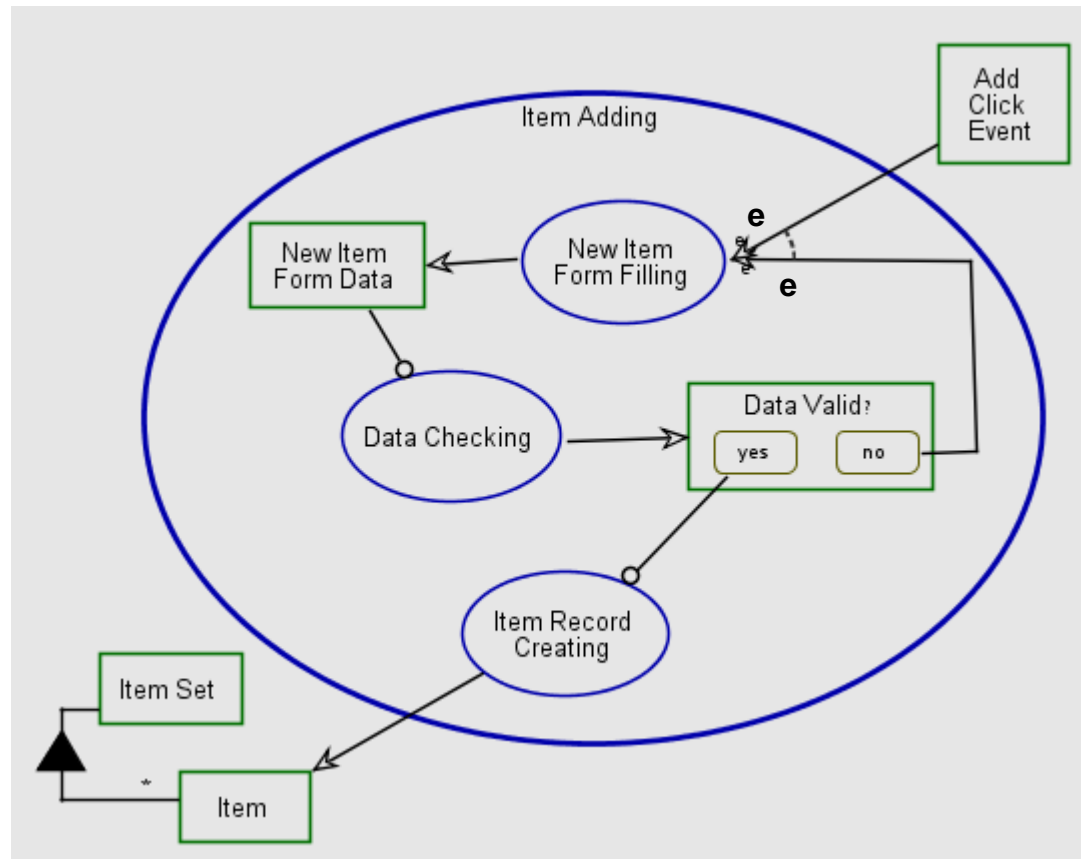 Add
Click
Event
Item Adding
e
e
e
e
New Item
Form Filling
New Item
Form Data
Data Checking
Data Valid?
yes
no
Item Record
Creating
Item Set
*
Item